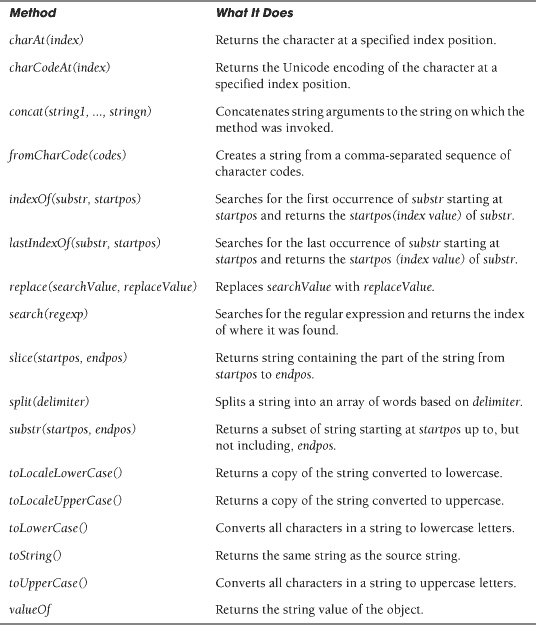 Method What It Does
charAt(index) Returns the character at a specified index position.
charCodeAt(index) Returns the Unicode encoding of the character at a
specified index position.
concat(string1, ..., stringn) Concatenates string arguments to the string on which the
method was invoked.
fromCharCode(codes) Creates a string from a comma-separated sequence of
character codes.
indexOf(substr, startpos) Searches for the first occurrence of substr starting at
startpos and returns the startpos(index value) of substr.
lastIndexOf(substr, startpos) Searches for the last occurrence of substr starting at
startpos and returns the startpos (index value) of substr.
replace(searchValue, replaceValue) Replaces searchValue with replaceValue.
search(regexp) Searches for the regular expression and returns the index
of where it was found.
slice(startpos, endpos) Returns string containing the part of the string from
startpos to endpos.
split(delimiter) Splits a string into an array of words based on delimiter.
substr(startpos, endpos) Returns a subset of string starting at startpos up to, but
not including, endpos.
toLocaleLowerCase() Returns a copy of the string converted to lowercase.
toLocaleUpperCase() Returns a copy of the string converted to uppercase.
toLowerCase() Converts all characters in a string to lowercase letters.
toString() Returns the same string as the source string.
toUpperCase() Converts all characters in a string to uppercase letters.
valueOf Returns the string value of the object.